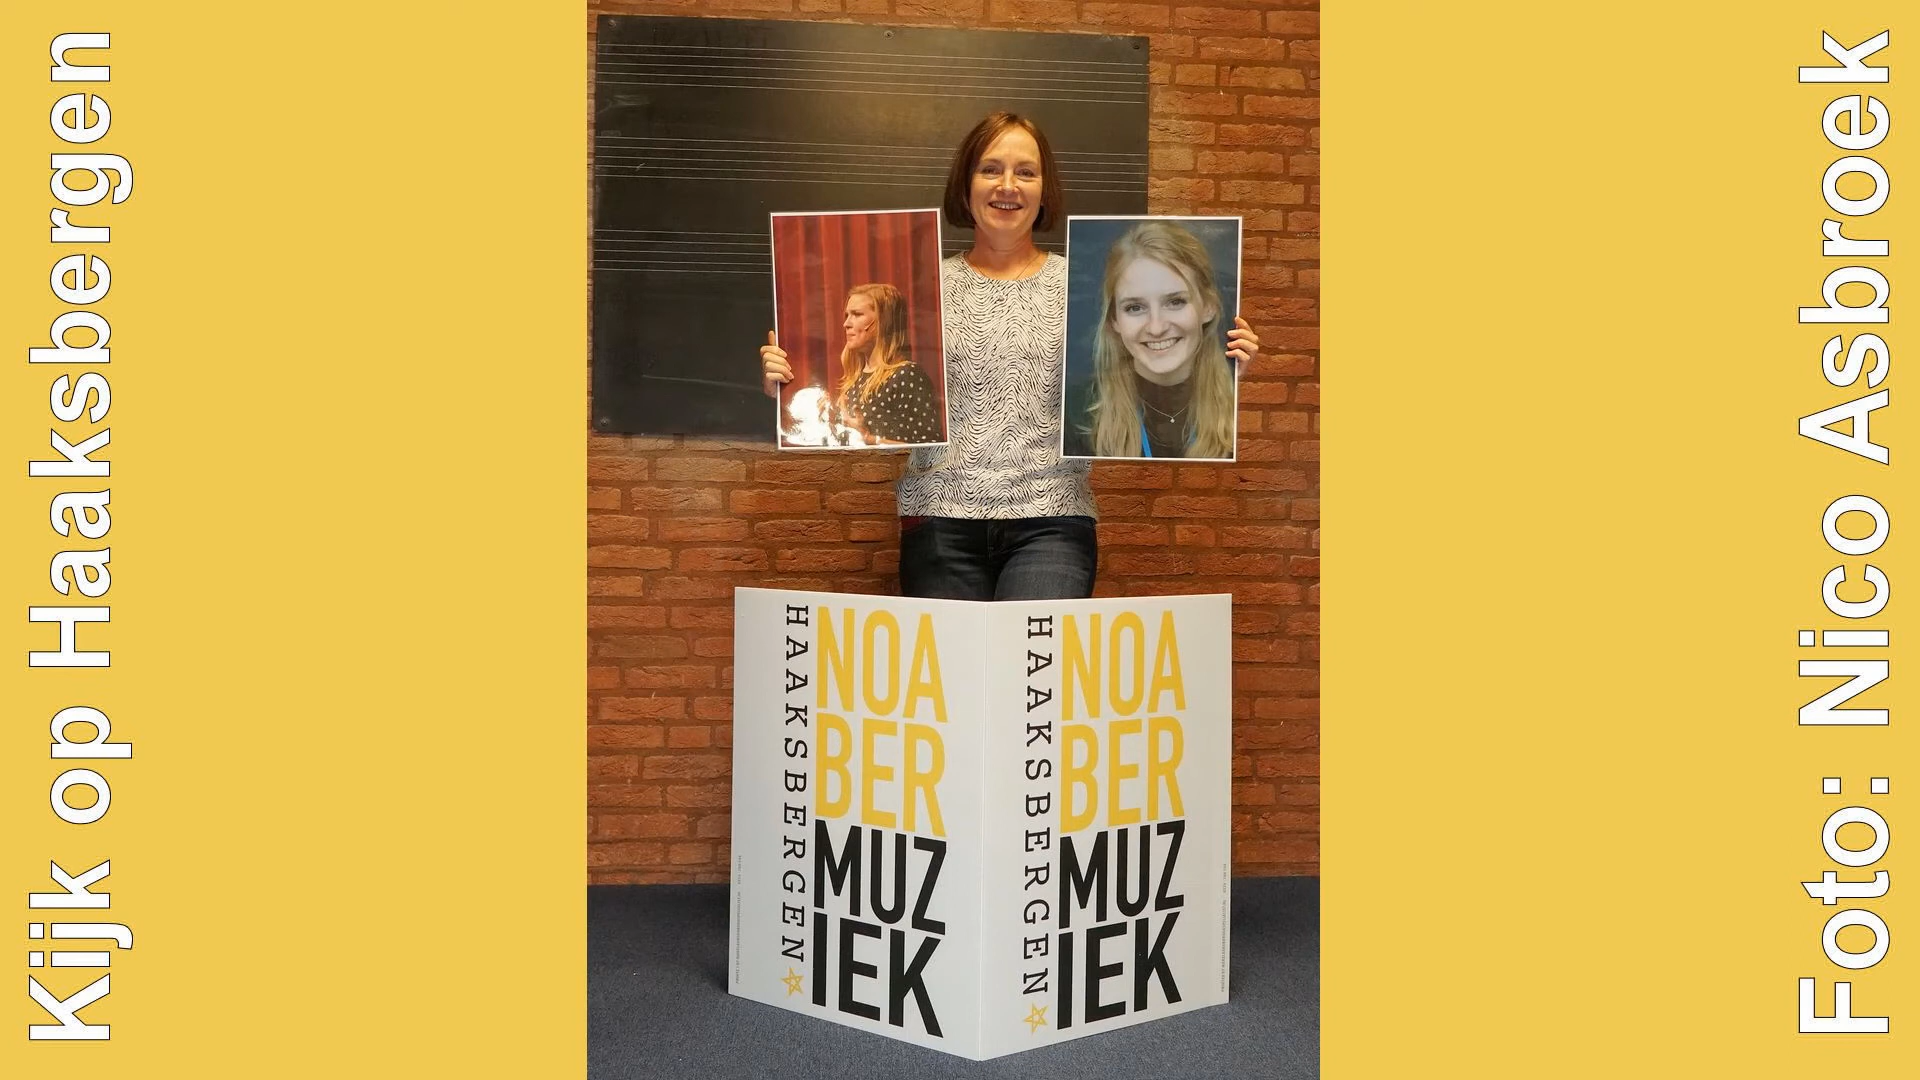 Kijk op Haaksbergen
HAAKSBERGEN
NOA
BER
MUZ
IEK
HAAKSBERGEN
NOA
BER
MUZ
IEK
Foto: Nico Asbroek